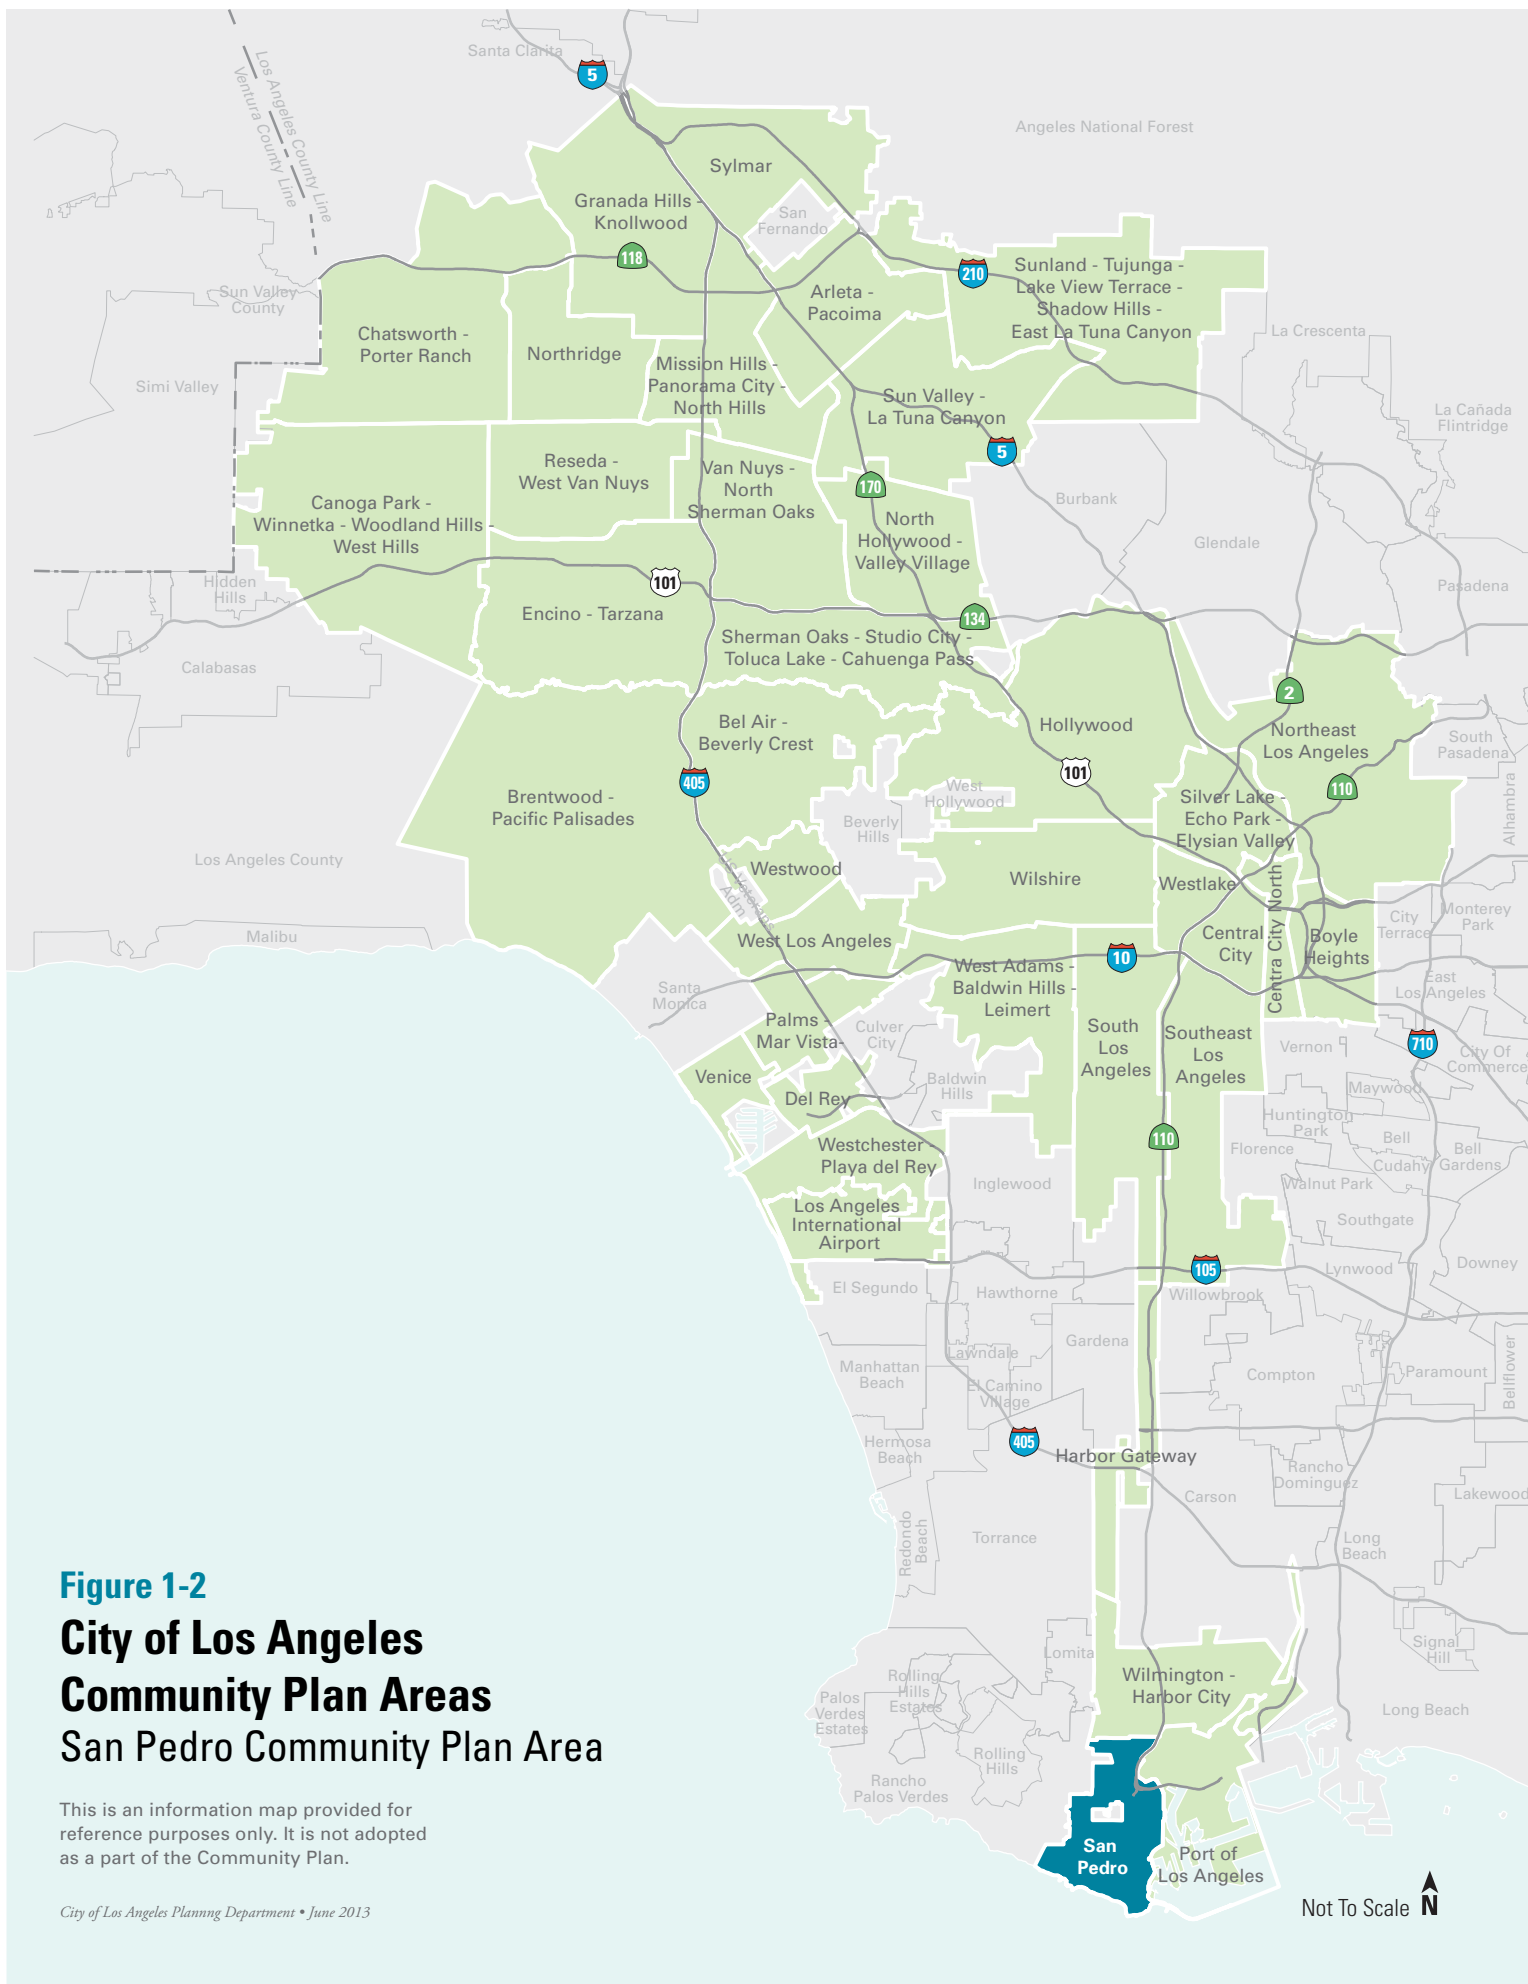 Santa Clarita
5
Los Angeles County Line
Ventura County Line
Angeles National Forest
Sylmar
Granada Hills -
Knollwood
San
Fernando
118
210
Sunland - Tujunga -
Lake View Terrace -
Shadow Hills -
East La Tuna Canyon
Sun Valley
County
Arleta -
Pacoima
Chatsworth -
Porter Ranch
Northridge
La Crescenta
Mission Hills -
Panorama City -
North Hills
Simi Valley
Sun Valley -
La Tuna Canyon
La Cañada
Flintridge
5
Reseda -
West Van Nuys
Van Nuys -
North
Sherman Oaks
170
Burbank
Canoga Park -
Winnetka - Woodland Hills -
West Hills
North
Hollywood -
Valley Village
Glendale
Hidden
Hills
101
Pasadena
Encino - Tarzana
134
Sherman Oaks - Studio City -
Toluca Lake - Cahuenga Pass
Calabasas
2
Bel Air -
Beverly Crest
Hollywood
Northeast
Los Angeles
South
Pasadena
405
101
110
Brentwood -
Pacific Palisades
West
Hollywood
Silver Lake -
Echo Park -
Elysian Valley
Beverly
Hills
Alhambra
Los Angeles County
US Veterans
Adm
Westwood
Wilshire
Westlake
Centra City North
Malibu
West Los Angeles
City
Terrace
Monterey
Park
Central
City
Boyle
Heights
10
West Adams -
Baldwin Hills -
Leimert
East
Los Angeles
Santa
Monica
Palms -
Mar Vista-
Culver
City
South
Los
Angeles
Southeast
Los
Angeles
Vernon
710
City Of
Commerce
Venice
Baldwin
Hills
Maywood
Del Rey
Huntington
Park
110
Bell
Florence
Cudahy
Bell
Gardens
Westchester -
Playa del Rey
Inglewood
Walnut Park
Los Angeles
International
Airport
Southgate
105
Lynwood
Downey
El Segundo
Hawthorne
Willowbrook
Gardena
Lawndale
Manhattan
Beach
El Camino
Village
Compton
Paramount
Bellflower
405
Hermosa
Beach
Harbor Gateway
Rancho
Dominguez
Carson
Lakewood
Redondo
Beach
Torrance
Long
Beach
Lomita
Signal
Hill
Rolling
Hills
Estates
Wilmington -
Harbor City
Palos
Verdes
Estates
Long Beach
Rolling
Hills
Rancho
Palos Verdes
San
Pedro
Port of
Los Angeles
Figure 1-2
City of Los Angeles
Community Plan Areas
San Pedro Community Plan Area
This is an information map provided for
reference purposes only. It is not adopted
as a part of the Community Plan.
City of Los Angeles Plannng Department • June 2013
Not To Scale N